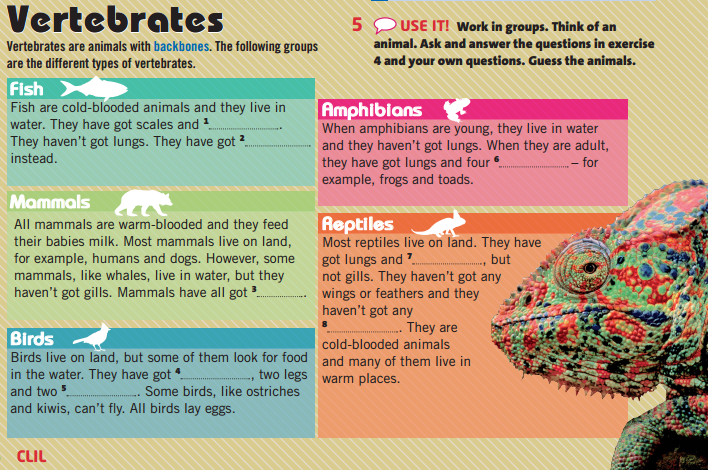 Vertebrates
Vertebrates are animals with backbones. The following groups
are the different types of vertebrates.
Fish
Fish are cold-blooded animals and they live in
water. They have got scales and 1....................
They haven't got lungs. They have got 2....................
instead.
Mammals
All mammals are warm-blooded and they feed
their babies milk. Most mammals live on land,
for example, humans and dogs. However, some
mammals, like whales, live in water, but they
haven't got gills. Mammals have all got 3....................
Birds
Birds live on land, but some of them look for food
in the water. They have got 4...................., two legs
and two 5..................... Some birds, like ostriches
and kiwis, can't fly. All birds lay eggs.
CLIL
5 USE IT! Work in groups. Think of an
animal. Ask and answer the questions in exercise
4 and your own questions. Guess the animals.
Amphibians
When amphibians are young, they live in water
and they haven't got lungs. When they are adult,
they have got lungs and four 6.................... – for
example, frogs and toads.
Reptiles
Most reptiles live on land. They have
got lungs and 7...................., but
not gills. They haven't got any
wings or feathers and they
haven't got any
8..................... They are
cold-blooded animals
and many of them live in
warm places.